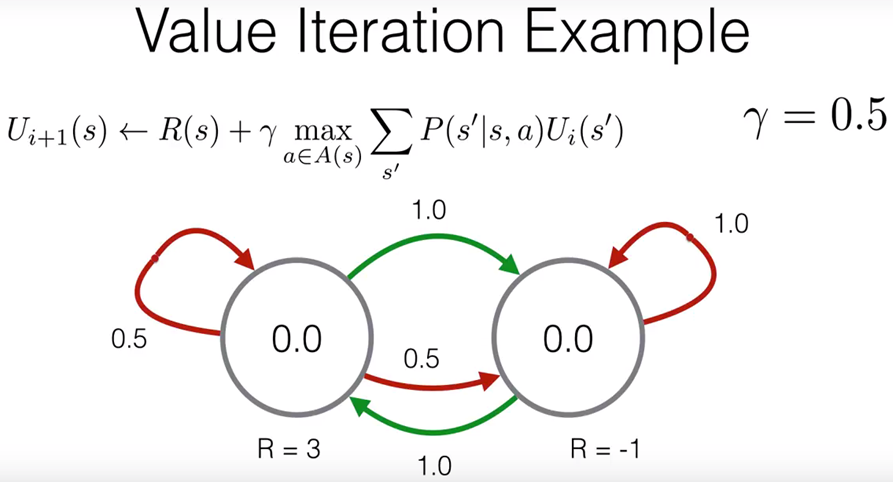 Value Iteration Example
U_{i+1}(s) ← R(s) + γ max_{a∈A(s)} ∑_{s′} P(s′|s, a)U_i(s′)
γ = 0.5
1.0
1.0
0.5
0.0
0.5
0.0
R = 3
1.0
R = -1